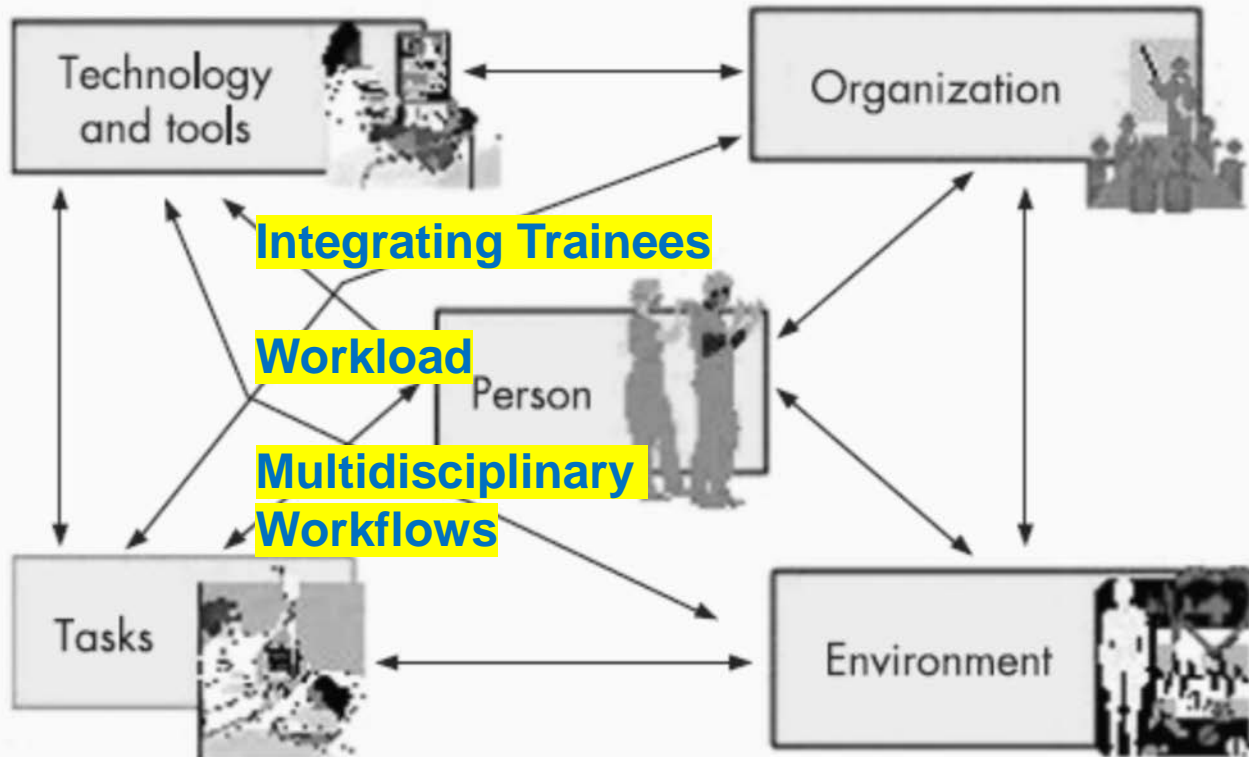 Technology
and tools
Organization
Integrating Trainees
Workload
Person
Multidisciplinary
Workflows
Tasks
Environment